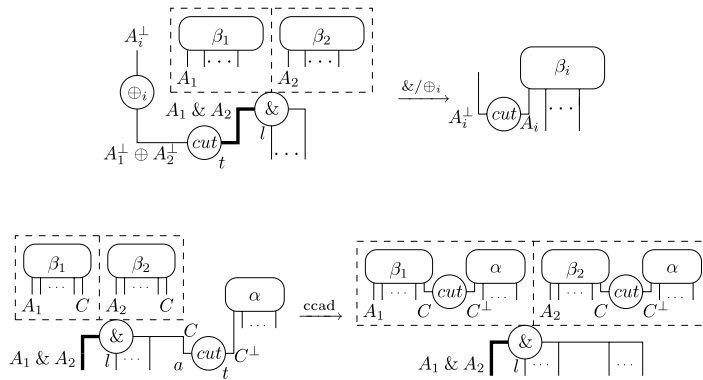 A_i^⊥ β_1 β_2
β_i
· · · · · ·
A_1 A_2
⊕_i A_1 & A_2 & &/⊕_i
A_i^⊥ cut A_i · · ·
l
cut
A_1^⊥ ⊕ A_2^⊥ t · · ·
β_1 β_2 β_1 α β_2 α
· · · · · · α · · · cut · · · · · · cut · · ·
A_1 C A_2 C · · · ccad A_1 C C^⊥ A_2 C C^⊥
& C &
A_1 & A_2 l · · · a cut C^⊥ A_1 & A_2 l · · ·
t